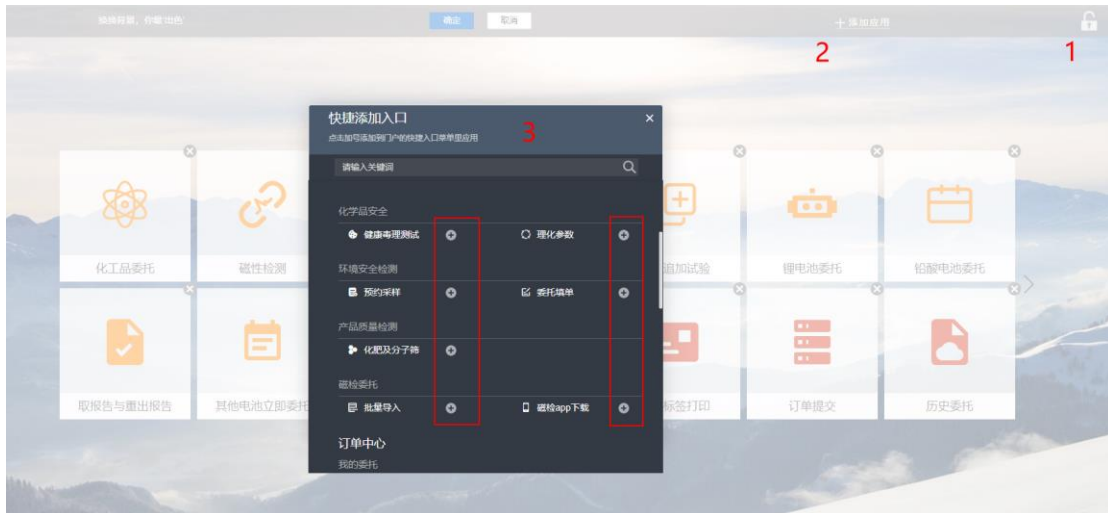 换换背景，你最‘出色’ 确定 取消 十添加应用
2 1
快捷添加入口 ×
点击加号添加到门户的快捷入口菜单里应用 3
请输入关键词
化学品安全
健康毒理测试 理化参数
环境安全检测
预约采样 委托填单
产品质量检测
化肥及分子筛
磁检委托
批量导入 磁检app下载
订单中心
我的委托
化工品委托 磁性检测 追加试验 锂电池委托 铅酸电池委托
取报告与重出报告 其他电池立即委托 标签打印 订单提交 历史委托